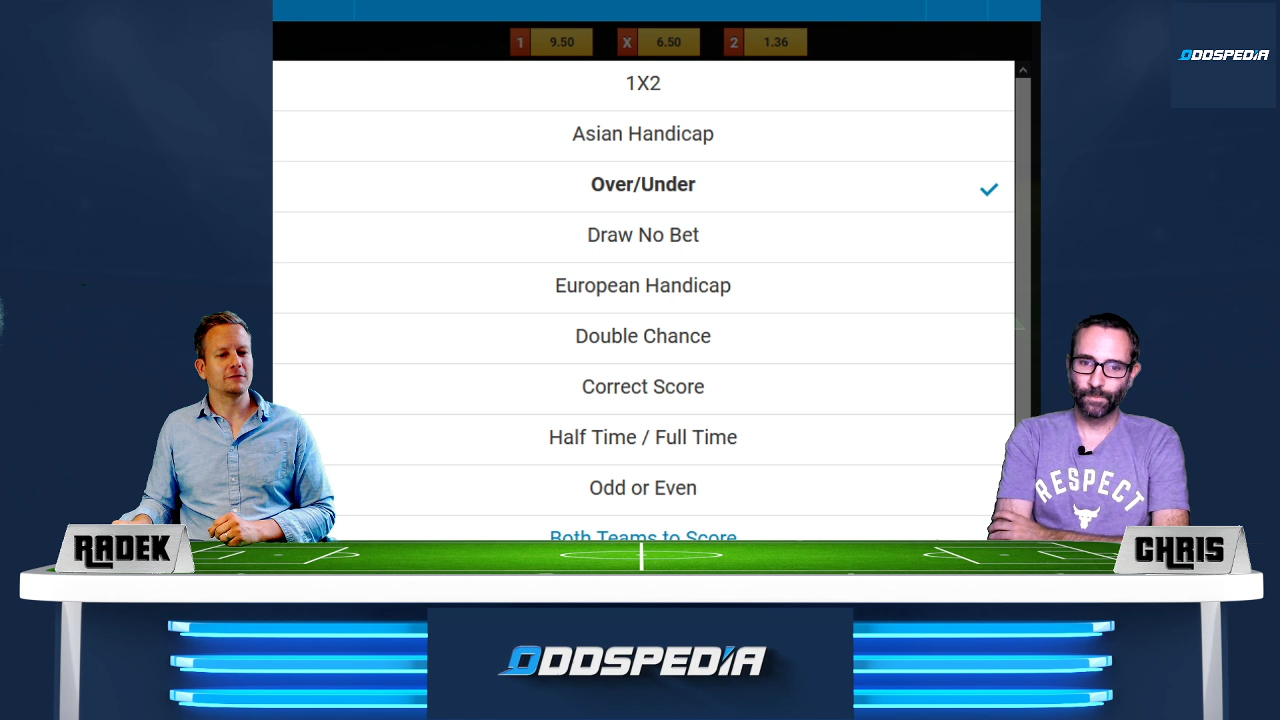 1 9.50 X 6.50 2 1.36
ODDSPEDIA
1X2
Asian Handicap
Over/Under
Draw No Bet
European Handicap
Double Chance
Correct Score
Half Time / Full Time
Odd or Even
Both Teams to Score
RESPECT
RADEK
CHRIS
ODDSPEDIA